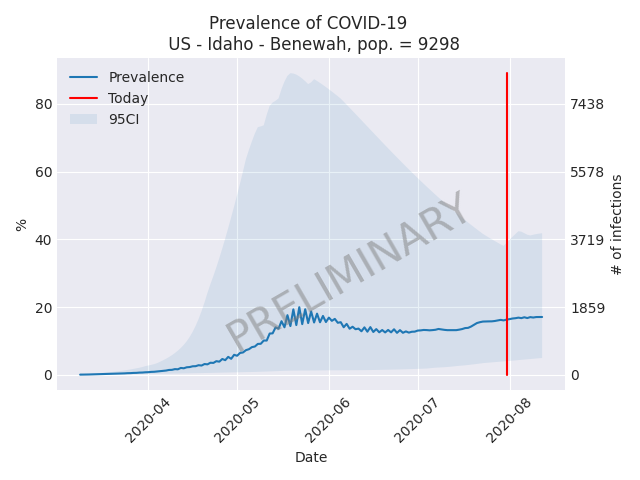 Prevalence of COVID-19
US - Idaho - Benewah, pop. = 9298
Prevalence
Today
95CI
80
60
40
20
0
%
7438
5578
3719
1859
0
# of infections
PRELIMINARY
2020-04
2020-05
2020-06
2020-07
2020-08
Date